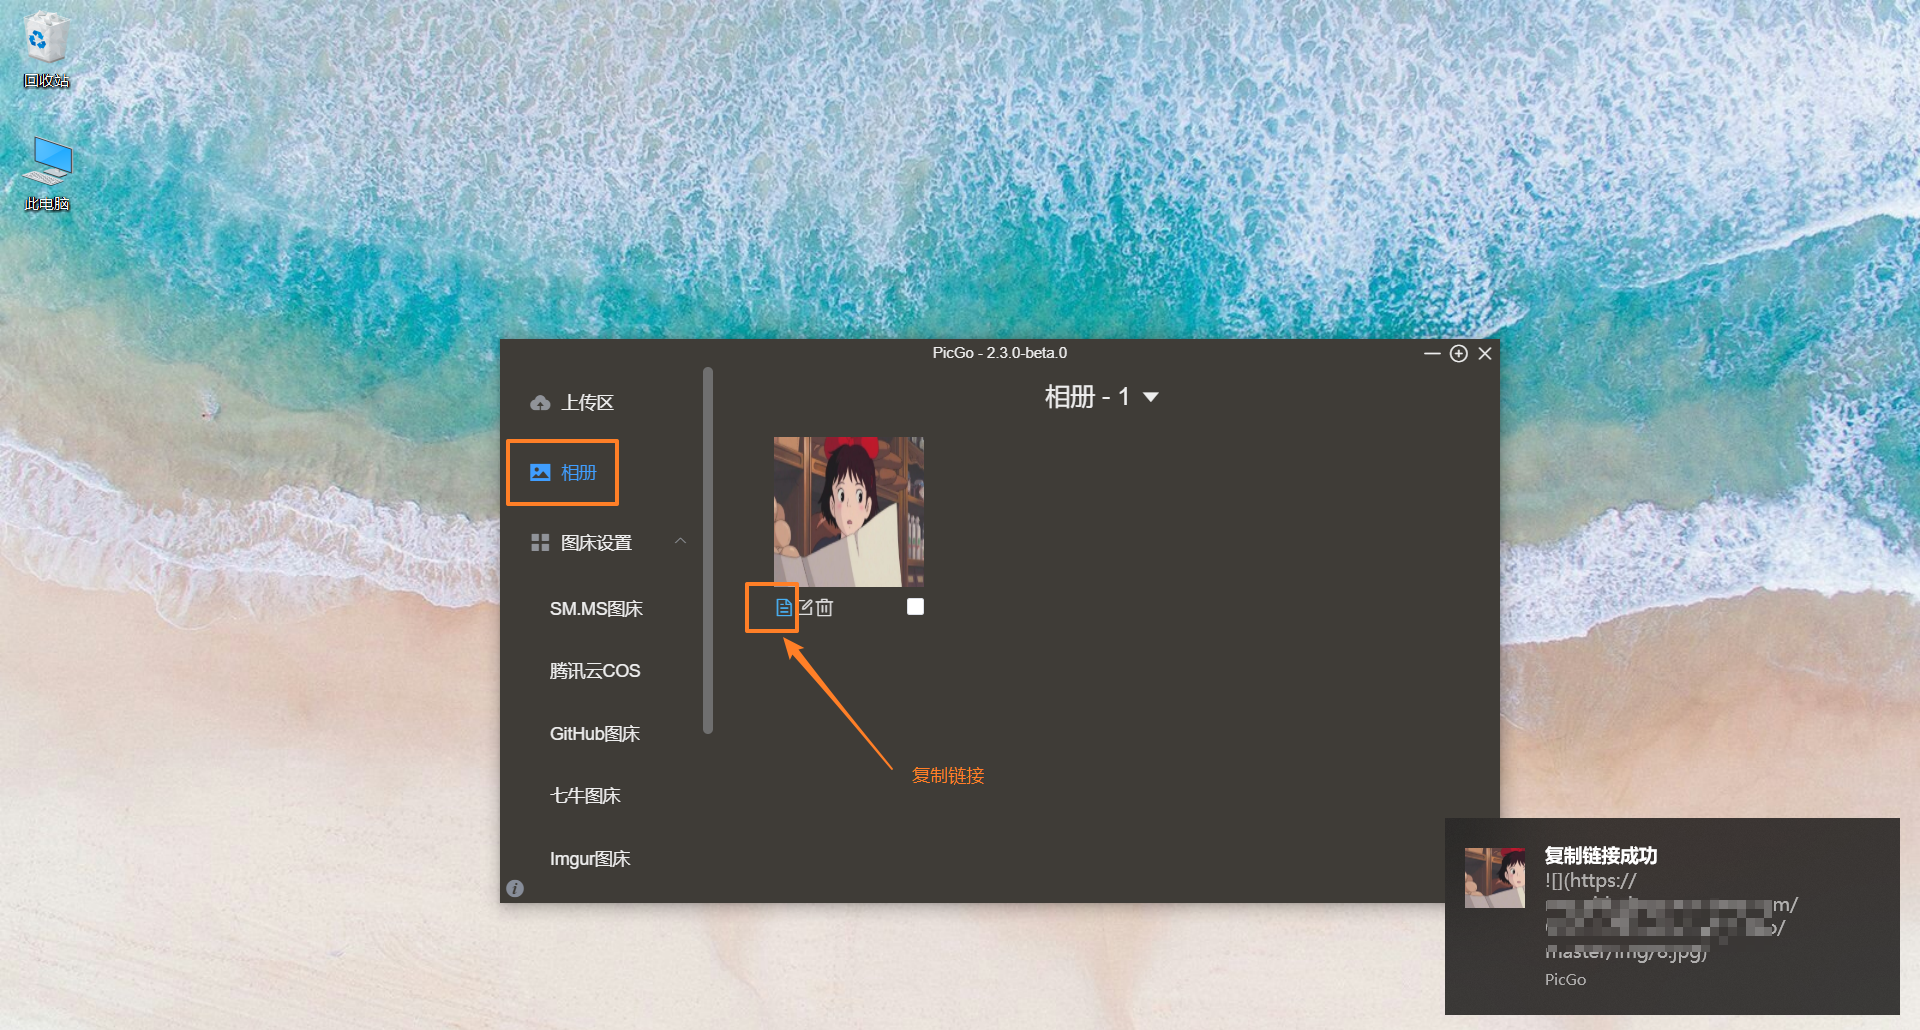 回收站
此电脑
PicGo - 2.3.0-beta.0
上传区
相册
图床设置
SM.MS图床
腾讯云COS
GitHub图床
七牛图床
Imgur图床
相册 - 1
复制链接
复制链接成功
![](https://
m/
/
master/img/8.jpg)
PicGo